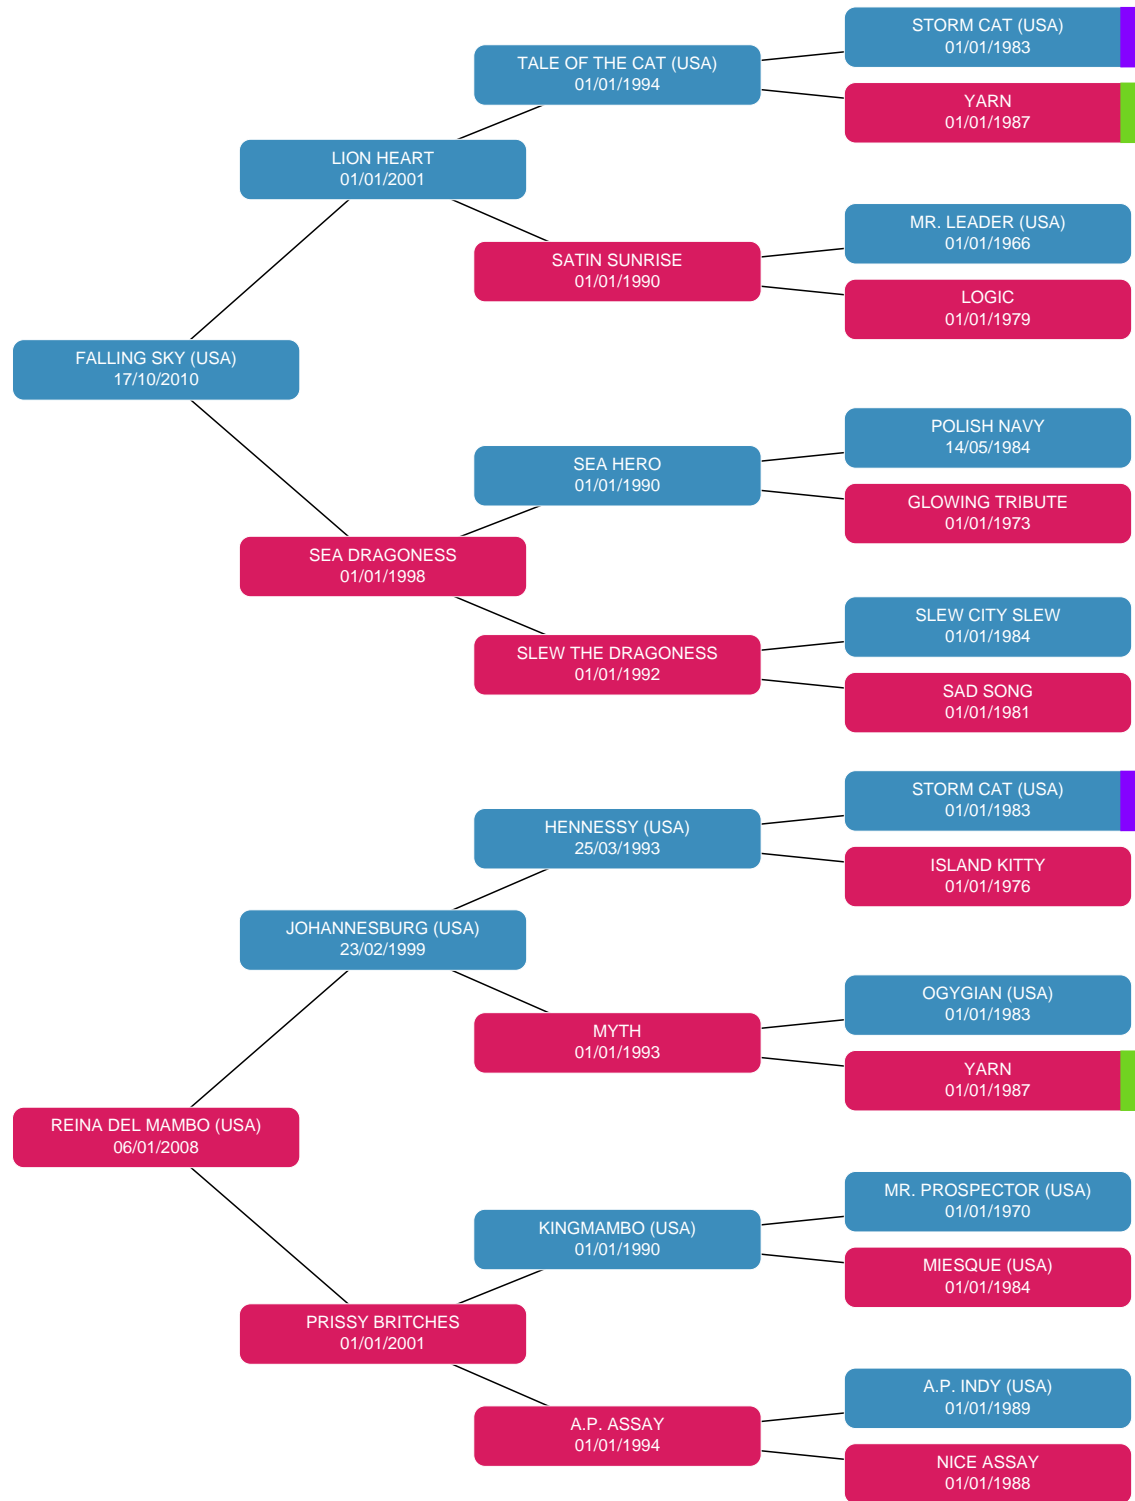 STORM CAT (USA)
01/01/1983
TALE OF THE CAT (USA)
01/01/1994
YARN
01/01/1987
LION HEART
01/01/2001
MR. LEADER (USA)
01/01/1966
SATIN SUNRISE
01/01/1990
LOGIC
01/01/1979
FALLING SKY (USA)
17/10/2010
POLISH NAVY
14/05/1984
SEA HERO
01/01/1990
GLOWING TRIBUTE
01/01/1973
SEA DRAGONESS
01/01/1998
SLEW CITY SLEW
01/01/1984
SLEW THE DRAGONESS
01/01/1992
SAD SONG
01/01/1981
STORM CAT (USA)
01/01/1983
HENNESSY (USA)
25/03/1993
ISLAND KITTY
01/01/1976
JOHANNESBURG (USA)
23/02/1999
OGYGIAN (USA)
01/01/1983
MYTH
01/01/1993
YARN
01/01/1987
REINA DEL MAMBO (USA)
06/01/2008
MR. PROSPECTOR (USA)
01/01/1970
KINGMAMBO (USA)
01/01/1990
MIESQUE (USA)
01/01/1984
PRISSY BRITCHES
01/01/2001
A.P. INDY (USA)
01/01/1989
A.P. ASSAY
01/01/1994
NICE ASSAY
01/01/1988